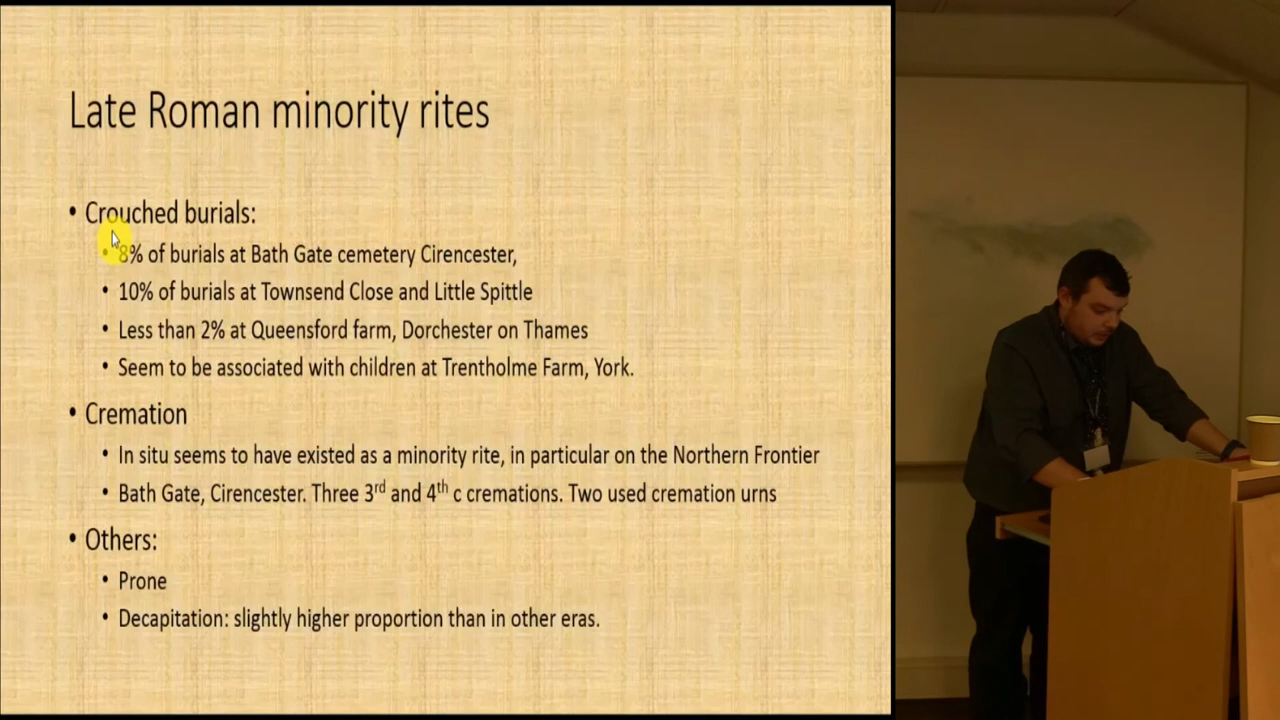 Late Roman minority rites
• Crouched burials:
• 8% of burials at Bath Gate cemetery Cirencester,
• 10% of burials at Townsend Close and Little Spittle
• Less than 2% at Queensford farm, Dorchester on Thames
• Seem to be associated with children at Trentholme Farm, York.
• Cremation
• In situ seems to have existed as a minority rite, in particular on the Northern Frontier
• Bath Gate, Cirencester. Three 3rd and 4th c cremations. Two used cremation urns
• Others:
• Prone
• Decapitation: slightly higher proportion than in other eras.